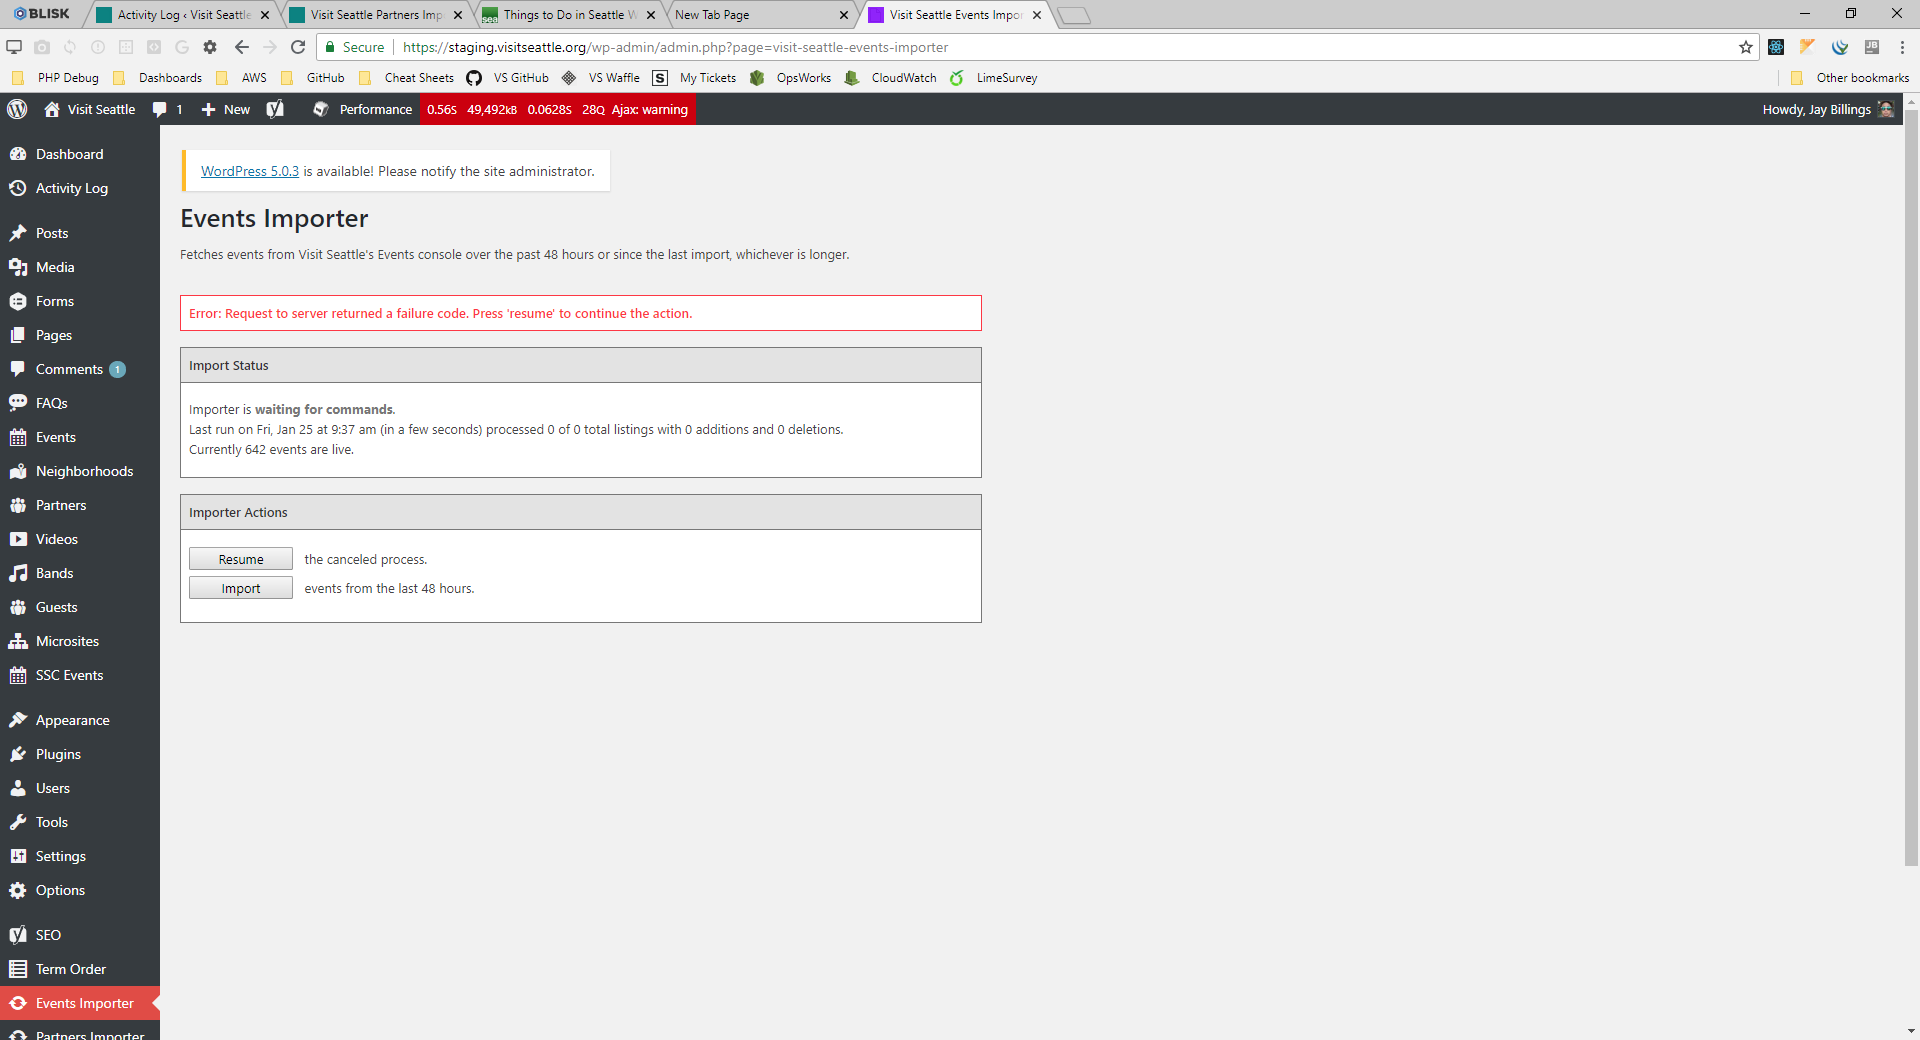 BLISK
Activity Log ‹ Visit Seattle
Visit Seattle Partners Imp
sea Things to Do in Seattle W
New Tab Page
Visit Seattle Events Impor
G
Secure
https://staging.visitseattle.org/wp-admin/admin.php?page=visit-seattle-events-importer
JB
PHP Debug
Dashboards
AWS
GitHub
Cheat Sheets
VS GitHub
VS Waffle
S My Tickets
OpsWorks
CloudWatch
LimeSurvey
Other bookmarks
Visit Seattle
1
New
Performance
0.56S 49,492KB 0.0628S 28Q Ajax: warning
Howdy, Jay Billings
Dashboard
Activity Log
Posts
Media
Forms
Pages
Comments 1
FAQs
Events
Neighborhoods
Partners
Videos
Bands
Guests
Microsites
SSC Events
Appearance
Plugins
Users
Tools
Settings
Options
SEO
Term Order
Events Importer
Partners Importer
WordPress 5.0.3 is available! Please notify the site administrator.
Events Importer
Fetches events from Visit Seattle's Events console over the past 48 hours or since the last import, whichever is longer.
Error: Request to server returned a failure code. Press 'resume' to continue the action.
Import Status
Importer is waiting for commands.
Last run on Fri, Jan 25 at 9:37 am (in a few seconds) processed 0 of 0 total listings with 0 additions and 0 deletions.
Currently 642 events are live.
Importer Actions
Resume the canceled process.
Import events from the last 48 hours.